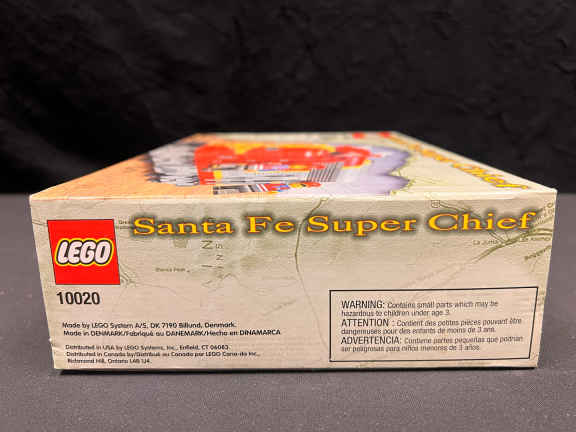 Santa Fe Super Chief
LEGO
10020
Made by LEGO System A/S, DK 7190 Billund, Denmark.
Made in DENMARK/Fabriqué au DANEMARK/Hecho en DINAMARCA
Distributed in USA by LEGO Systems, Inc., Enfield, CT 06083
Distributed in Canada by/Distribué au Canada par LEGO Canada Inc.,
Richmond Hill, Ontario L4B 1J4.
WARNING: Contains small parts which may be
hazardous to children under age 3.
ATTENTION : Contient des petites pièces pouvant être
dangereuses pour des enfants de moins de 3 ans.
ADVERTENCIA: Contiene partes pequeñas que podrían
ser peligrosas para niños menores de 3 años.